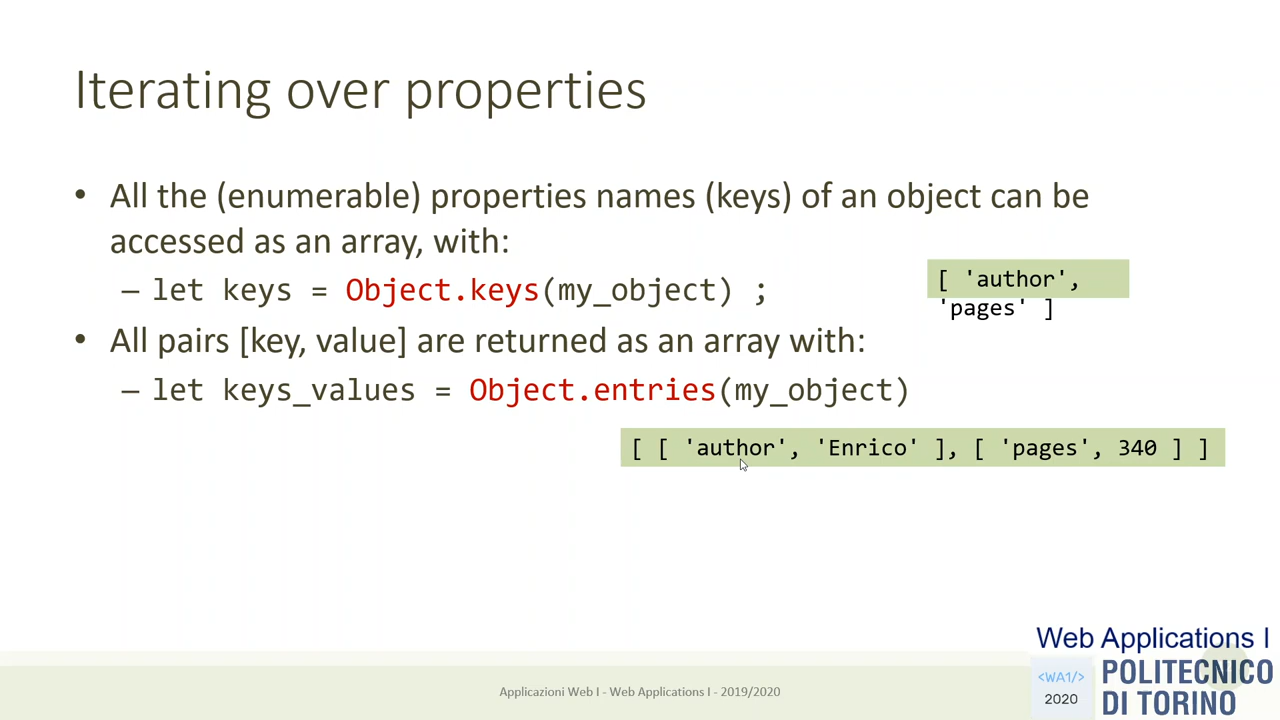 Iterating over properties
• All the (enumerable) properties names (keys) of an object can be
accessed as an array, with:
– let keys = Object.keys(my_object) ;
[ 'author',
'pages' ]
• All pairs [key, value] are returned as an array with:
– let keys_values = Object.entries(my_object)
[ [ 'author', 'Enrico' ], [ 'pages', 340 ] ]
Applicazioni Web I - Web Applications I - 2019/2020
Web Applications I
<WA1/>
2020
POLITECNICO
DI TORINO